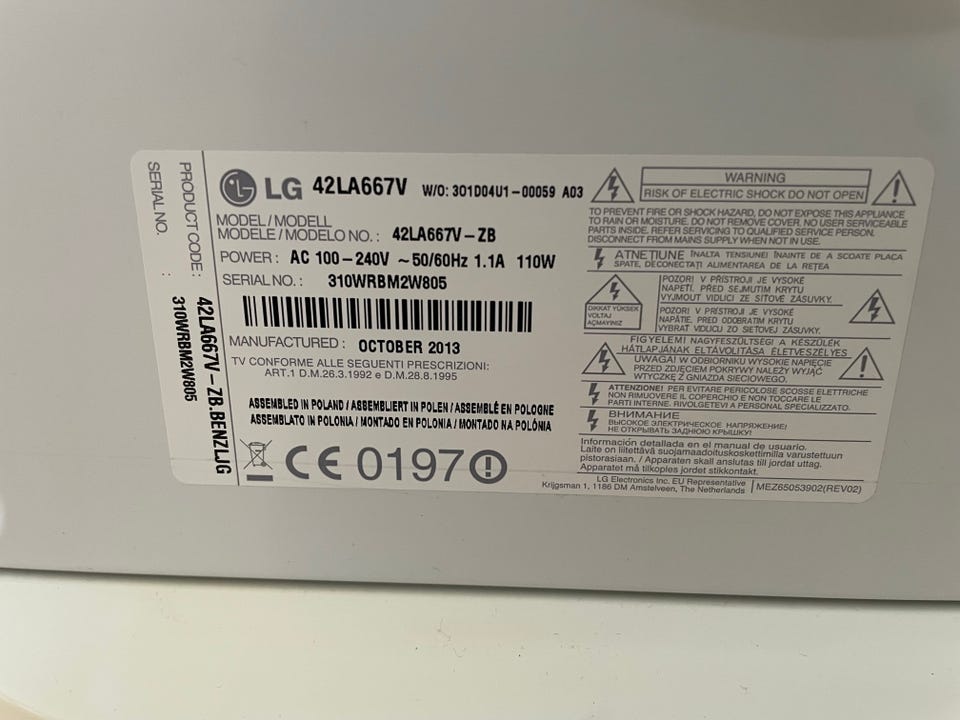 SERIAL NO. : 310WRBM2W805
PRODUCT CODE : 42LA667V-ZB.BENZLJG
LG 42LA667V W/O: 301D04U1-00059 A03
MODEL/MODELL
MODELE/MODELO NO. : 42LA667V-ZB
POWER : AC 100-240V ~50/60Hz 1.1A 110W
SERIAL NO. : 310WRBM2W805
MANUFACTURED : OCTOBER 2013
TV CONFORME ALLE SEGUENTI PRESCRIZIONI:
ART.1 D.M.26.3.1992 e D.M.28.8.1995
ASSEMBLED IN POLAND / ASSEMBLIERT IN POLEN / ASSEMBLÉ EN POLOGNE
ASSEMBLATO IN POLONIA / MONTADO EN POLONIA / MONTADO NA POLÓNIA
CE 0197
WARNING
RISK OF ELECTRIC SHOCK DO NOT OPEN
TO PREVENT FIRE OR SHOCK HAZARD, DO NOT EXPOSE THIS APPLIANCE
TO RAIN OR MOISTURE. DO NOT REMOVE COVER. NO USER SERVICEABLE
PARTS INSIDE. REFER SERVICING TO QUALIFIED SERVICE PERSON.
DISCONNECT FROM MAINS SUPPLY WHEN NOT IN USE.
ATNEŢIUNE ÎNALTA TENSIUNE! ÎNAINTE DE A SCOATE PLACA
SPATE, DECONECTAŢI ALIMENTAREA DE LA REŢEA
DIKKAT YÜKSEK
VOLTAJ
AÇMAYINIZ
POZOR! V PŘÍSTROJI JE VYSOKÉ
NAPĚTÍ. PŘED SEJMUTÍM KRYTU
VYJMOUT VIDLICI ZE SÍŤOVÉ ZÁSUVKY.
POZOR! V PRÍSTROJI JE VYSOKÉ
NAPÄTIE. PRED ODOBRATÍM KRYTU
VYBRAT VIDLICU ZO SIEŤOVEJ ZÁSUVKY.
FIGYELEM! NAGYFESZÜLTSÉG! A KÉSZÜLÉK
HÁTLAPJÁNAK ELTÁVOLÍTÁSA ÉLETVESZÉLYES
UWAGA! W ODBIORNIKU WYSOKIE NAPIĘCIE
PRZED ZDJĘCIEM POKRYWY NALEŻY WYJĄĆ
WTYCZKĘ Z GNIAZDA SIECIOWEGO.
ATTENZIONE! PER EVITARE PERICOLOSE SCOSSE ELETTRICHE
NON RIMUOVERE IL COPERCHIO E NON TOCCARE LE
PARTI INTERNE. RIVOLGETEVI A PERSONAL SPECIALIZZATO.
ВНИМАНИЕ
ВЫСОКОЕ ЭЛЕКТРИЧЕСКОЕ НАПРЯЖЕНИЕ!
НЕ ОТКРЫВАТЬ ЗАДНЮЮ КРЫШКУ!
Información detallada en el manual de usuario.
Laite on liitettävä suojamaadoituskoskettimilla varustettuun
pistorasiaan. / Apparaten skall anslutas till jordat uttag.
Apparatet må tilkoples jordet stikkontakt.
LG Electronics Inc. EU Representative
Krijgsman 1, 1186 DM Amstelveen, The Netherlands
MEZ65053902(REV02)